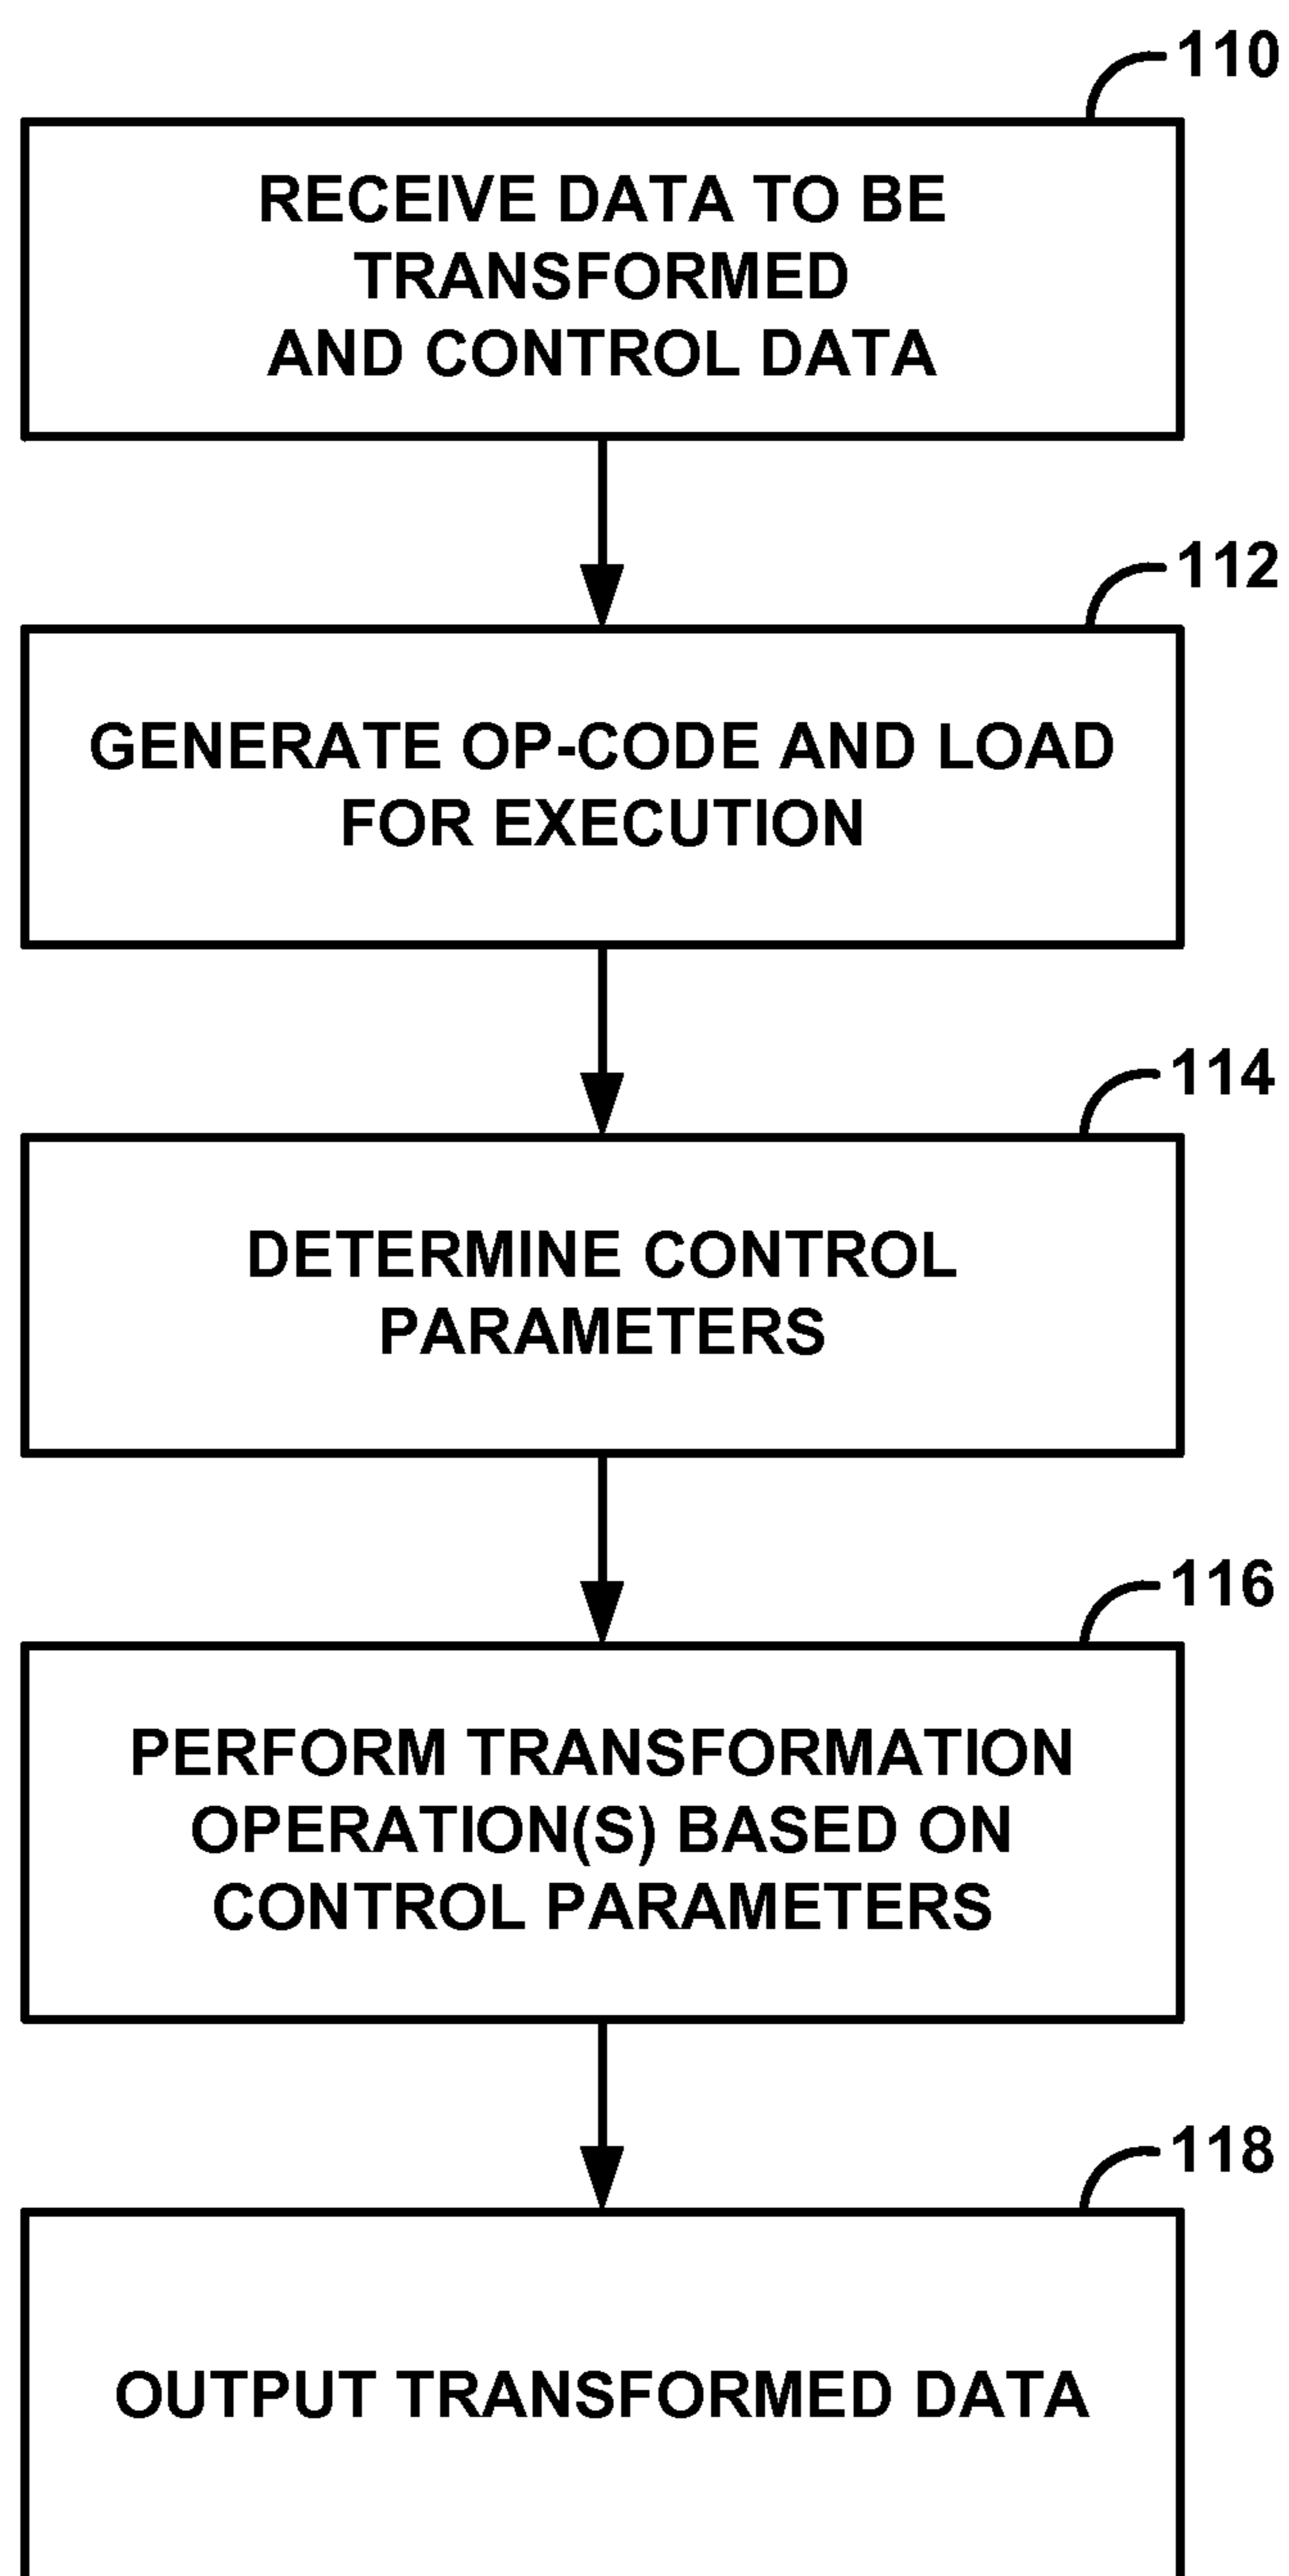 110
RECEIVE DATA TO BE
TRANSFORMED
AND CONTROL DATA
112
GENERATE OP-CODE AND LOAD
FOR EXECUTION
114
DETERMINE CONTROL
PARAMETERS
116
PERFORM TRANSFORMATION
OPERATION(S) BASED ON
CONTROL PARAMETERS
118
OUTPUT TRANSFORMED DATA